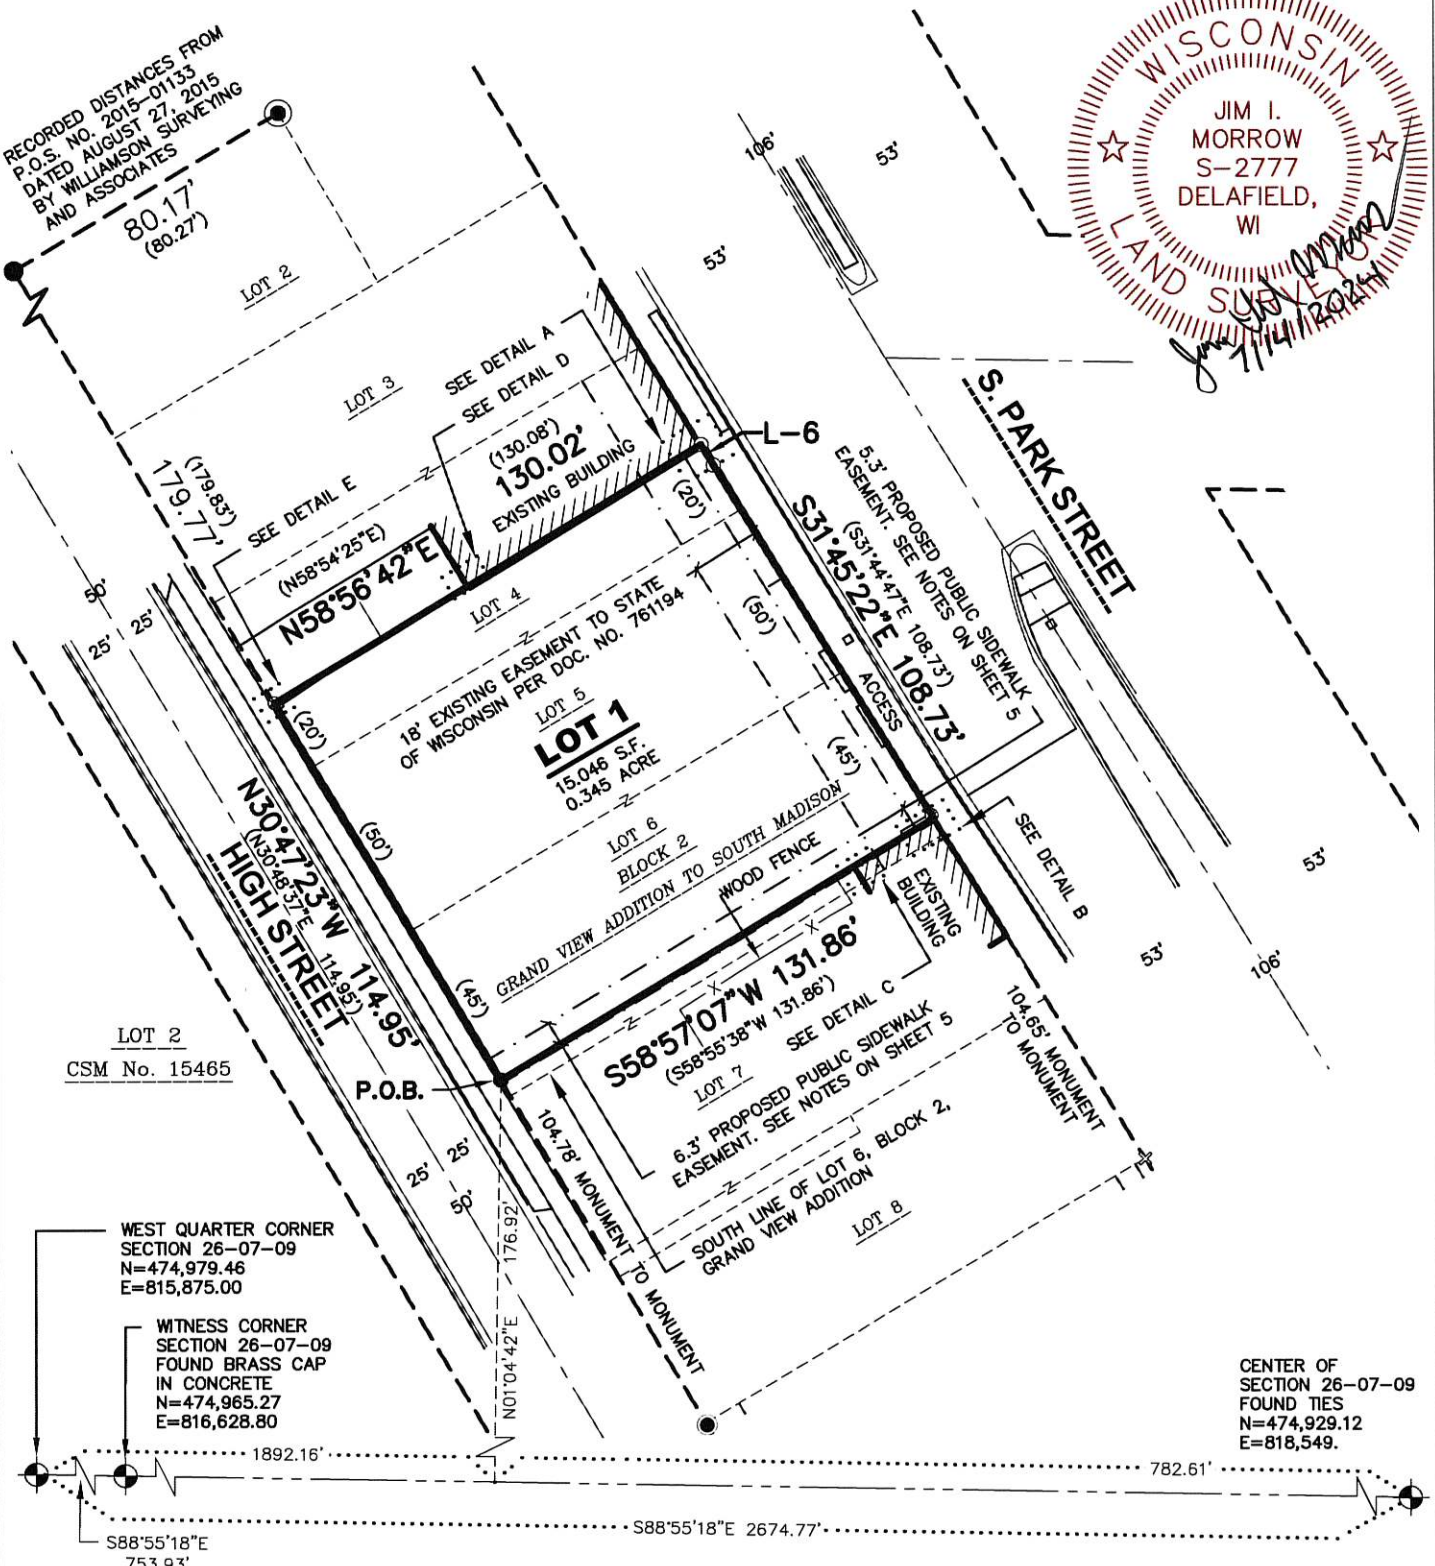 RECORDED DISTANCES FROM
P.O.S. NO. 2015-01133
DATED AUGUST 27, 2015
BY WILLIAMSON SURVEYING
AND ASSOCIATES
80.17'
(80.27')
LOT 2
WISCONSIN
JIM I.
MORROW
S-2777
DELAFIELD,
WI
LAND SURVEYOR
7/14/2024
106'
53'
53'
LOT 3
SEE DETAIL A
SEE DETAIL D
(130.08')
130.02'
EXISTING BUILDING
L-6
S. PARK STREET
(179.83')
179.77'
SEE DETAIL E
(N58°54'25"E)
N58°56'42"E
(20')
5.3' PROPOSED PUBLIC SIDEWALK
EASEMENT. SEE NOTES ON SHEET 5
S31°45'22"E 108.73'
(S31°44'47"E 108.73')
50'
25'
25'
LOT 4
18' EXISTING EASEMENT TO STATE
OF WISCONSIN PER DOC. NO. 761194
(50')
ACCESS
(20')
LOT 5
LOT 1
15,046 S.F.
0.345 ACRE
(45')
N30°47'23"W 114.95'
(N30°48'37"E 114.95')
HIGH STREET
(50')
LOT 6
BLOCK 2
GRAND VIEW ADDITION TO SOUTH MADISON
WOOD FENCE
SEE DETAIL B
53'
EXISTING
BUILDING
(45')
S58°57'07"W 131.86'
(S58°55'38"W 131.86')
SEE DETAIL C
53'
106'
LOT 2
CSM No. 15465
P.O.B.
LOT 7
104.65' MONUMENT
TO MONUMENT
6.3' PROPOSED PUBLIC SIDEWALK
EASEMENT. SEE NOTES ON SHEET 5
104.78' MONUMENT TO MONUMENT
25'
25'
50'
SOUTH LINE OF LOT 6, BLOCK 2,
GRAND VIEW ADDITION
LOT 8
WEST QUARTER CORNER
SECTION 26-07-09
N=474,979.46
E=815,875.00
N01°04'42"E 176.92'
WITNESS CORNER
SECTION 26-07-09
FOUND BRASS CAP
IN CONCRETE
N=474,965.27
E=816,628.80
CENTER OF
SECTION 26-07-09
FOUND TIES
N=474,929.12
E=818,549.
1892.16'
782.61'
S88°55'18"E 2674.77'
S88°55'18"E
753.93'